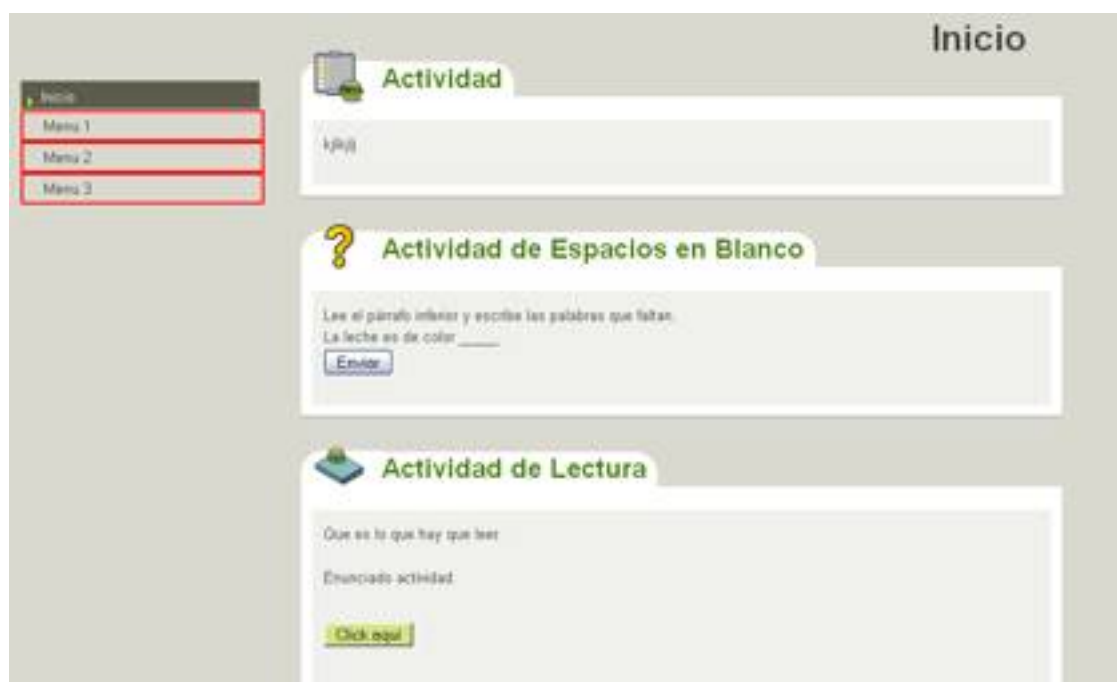 Inicio
Inicio
Menu 1
Menu 2
Menu 3
Actividad
Actividad de Espacios en Blanco
Lee el párrafo inferior y escribe las palabras que faltan.
La leche es de color _____
Enviar
Actividad de Lectura
Que es lo que hay que leer
Enunciado actividad
Click aquí